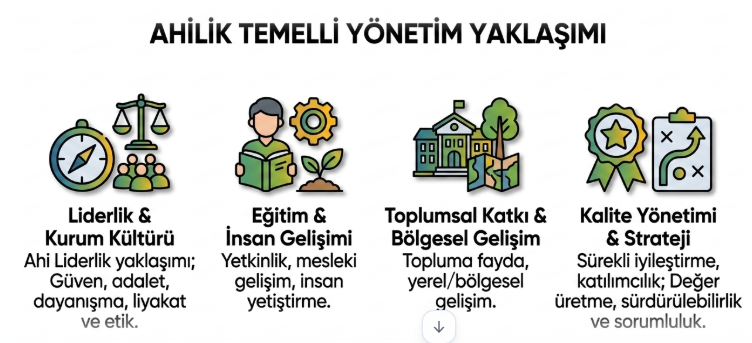 AHİLİK TEMELLİ YÖNETİM YAKLAŞIMI
Liderlik &
Kurum Kültürü
Ahi Liderlik yaklaşımı;
Güven, adalet,
dayanışma, liyakat
ve etik.
Eğitim &
İnsan Gelişimi
Yetkinlik, mesleki
gelişim, insan
yetiştirme.
Toplumsal Katkı &
Bölgesel Gelişim
Topluma fayda,
yerel/bölgesel
gelişim.
Kalite Yönetimi
& Strateji
Sürekli iyileştirme,
katılımcılık; Değer
üretme, sürdürülebilirlik
ve sorumluluk.